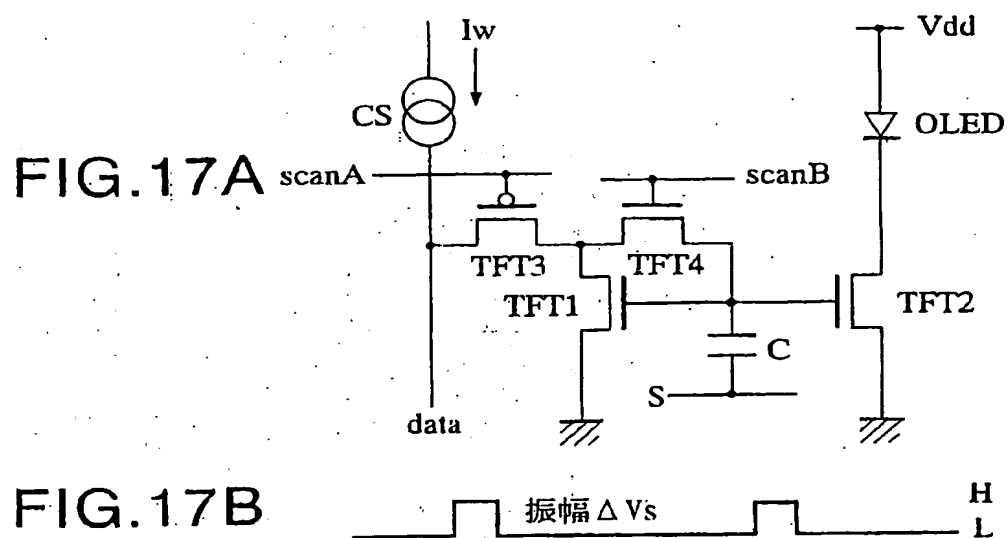 Iw
Vdd
CS
OLED
FIG.17A
scanA
scanB
TFT3
TFT4
TFT1
TFT2
C
S
data
FIG.17B
振幅ΔVs
H
L